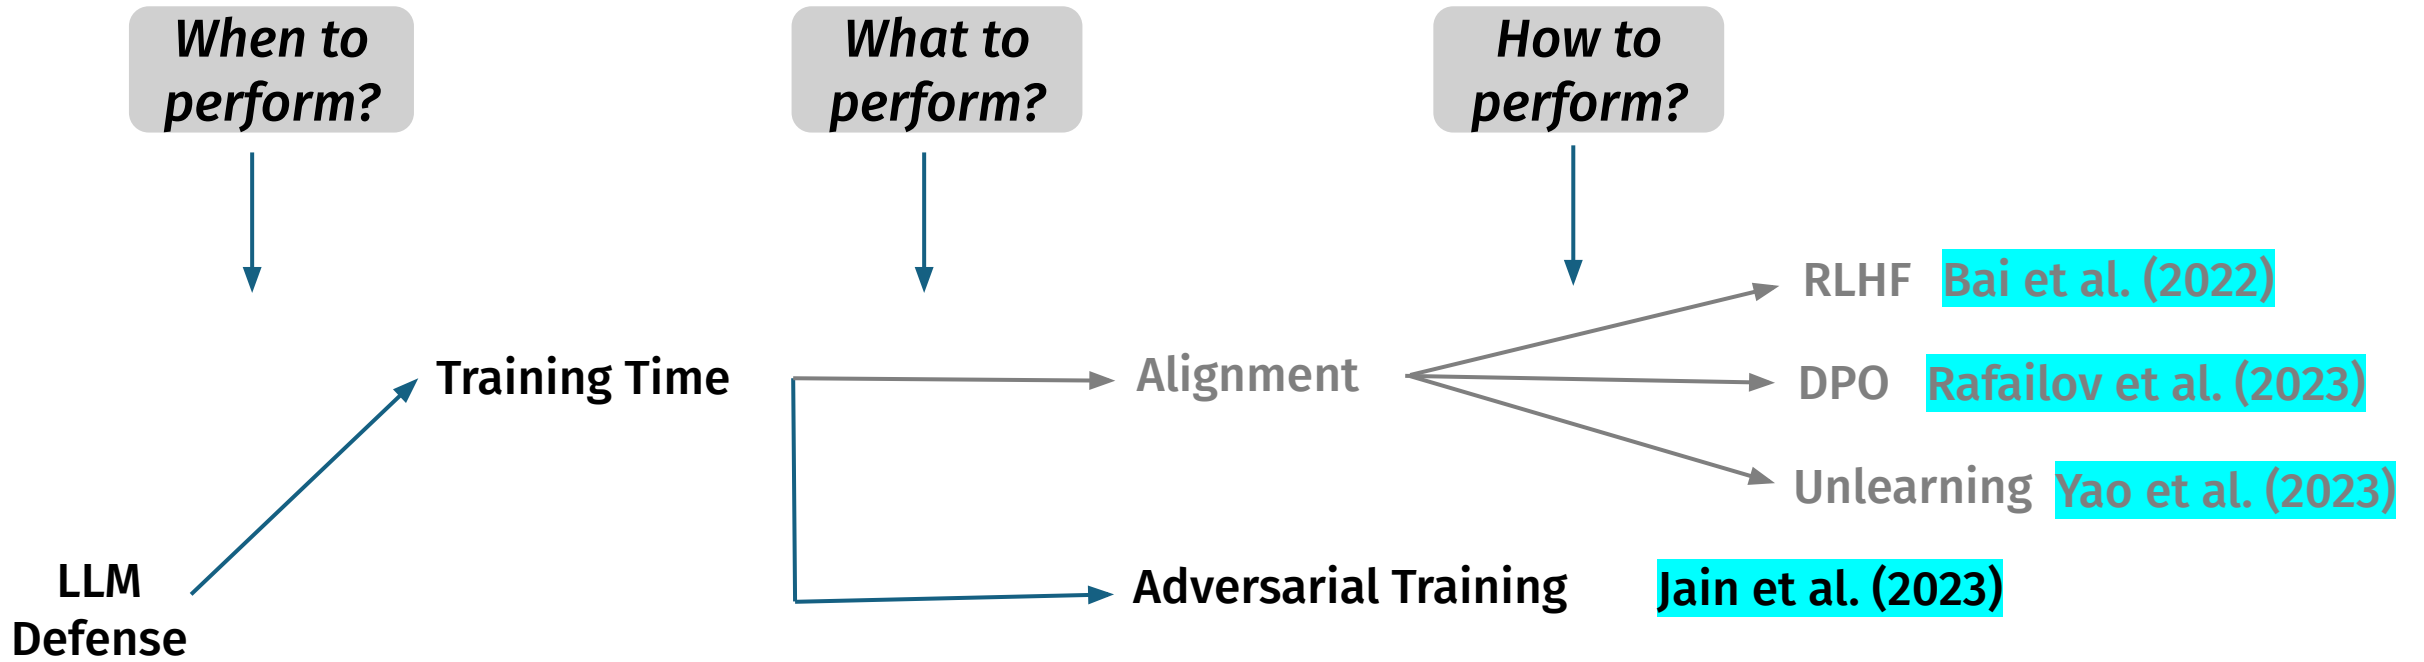 When to
perform?
What to
perform?
How to
perform?
RLHF Bai et al. (2022)
Training Time
Alignment
DPO Rafailov et al. (2023)
Unlearning Yao et al. (2023)
LLM
Defense
Adversarial Training Jain et al. (2023)